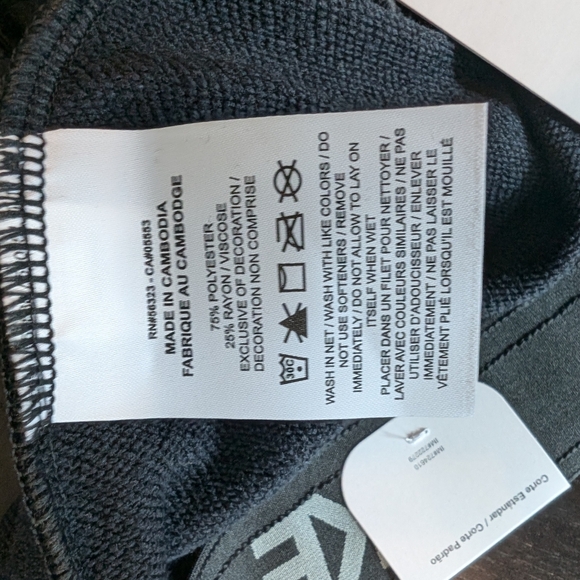 RN#56323 - CA#05553
MADE IN CAMBODIA
FABRIQUE AU CAMBODGE
75% POLYESTER
25% RAYON / VISCOSE
EXCLUSIVE OF DECORATION /
DECORATION NON COMPRISE
30C
WASH IN NET / WASH WITH LIKE COLORS / DO
NOT USE SOFTENERS / REMOVE
IMMEDIATELY / DO NOT ALLOW TO LAY ON
ITSELF WHEN WET
PLACER DANS UN FILET POUR NETTOYER /
LAVER AVEC COULEURS SIMILAIRES / NE PAS
UTILISER D'ADOUCISSEUR / ENLEVER
IMMEDIATEMENT / NE PAS LAISSER LE
VÊTEMENT PLIÉ LORSQU'IL EST MOUILLÉ
Corte Estándar / Corte Padrão